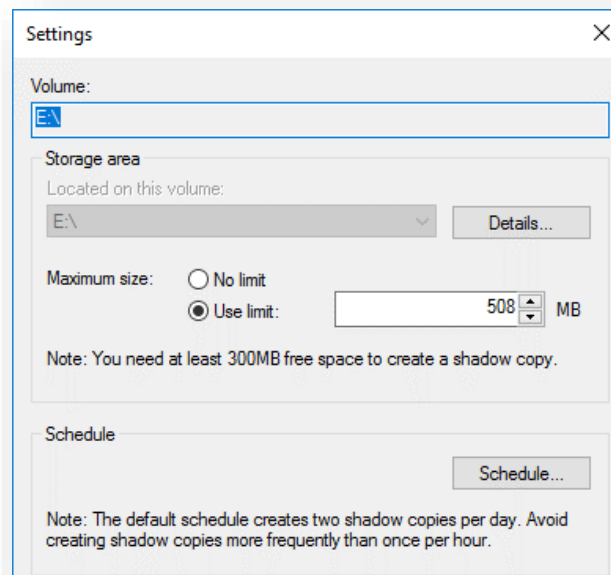 Settings
Volume:
E:\
Storage area
Located on this volume:
E:\
Details...
Maximum size:
No limit
Use limit:
508
MB
Note: You need at least 300MB free space to create a shadow copy.
Schedule
Schedule...
Note: The default schedule creates two shadow copies per day. Avoid
creating shadow copies more frequently than once per hour.